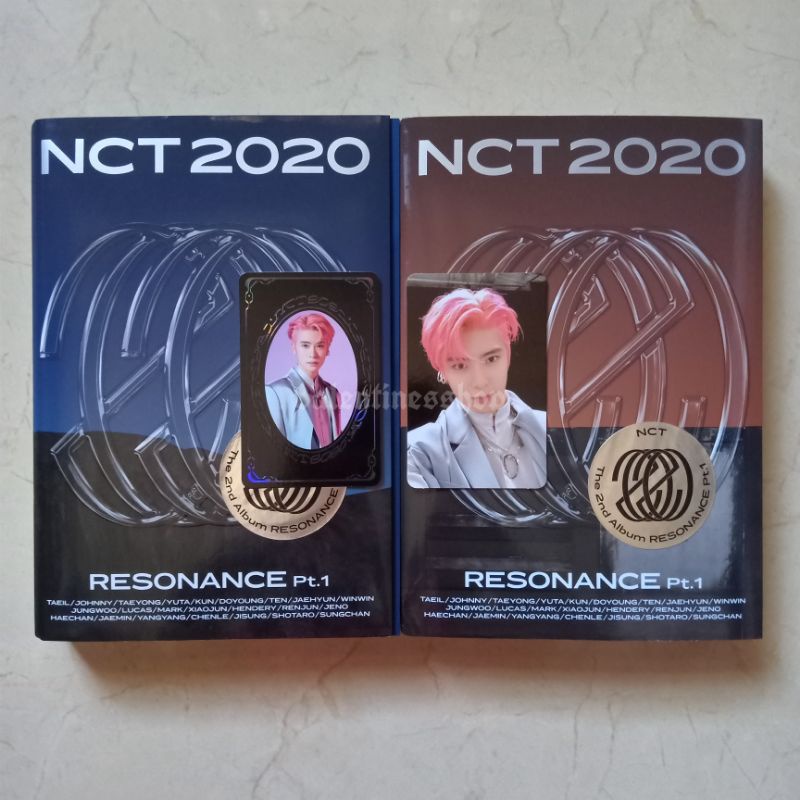 NCT 2020
RESONANCE Pt.1
TAEIL/JOHNNY/TAEYONG/YUTA/KUN/DOYOUNG/TEN/JAEHYUN/WINWIN
JUNGWOO/LUCAS/MARK/XIAOJUN/HENDERY/RENJUN/JENO
HAECHAN/JAEMIN/YANGYANG/CHENLE/JISUNG/SHOTARO/SUNGCHAN
The 2nd Album RESONANCE
NCT 2020
NCT
The 2nd Album RESONANCE Pt.1
RESONANCE Pt.1
TAEIL/JOHNNY/TAEYONG/YUTA/KUN/DOYOUNG/TEN/JAEHYUN/WINWIN
JUNGWOO/LUCAS/MARK/XIAOJUN/HENDERY/RENJUN/JENO
HAECHAN/JAEMIN/YANGYANG/CHENLE/JISUNG/SHOTARO/SUNGCHAN